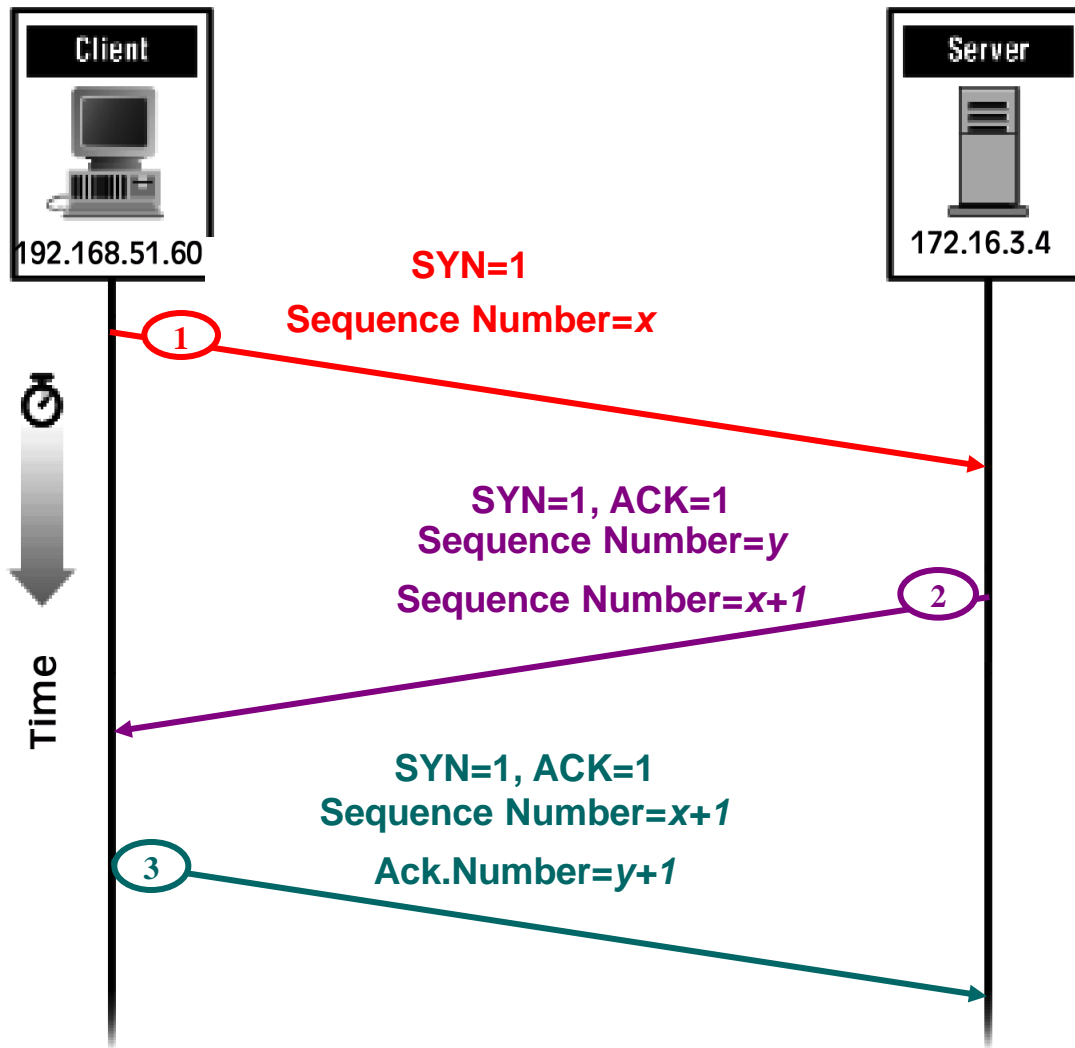 Client
Server
192.168.51.60
172.16.3.4
SYN=1
Sequence Number=x
1
SYN=1, ACK=1
Sequence Number=y
Sequence Number=x+1
2
Time
SYN=1, ACK=1
Sequence Number=x+1
Ack.Number=y+1
3